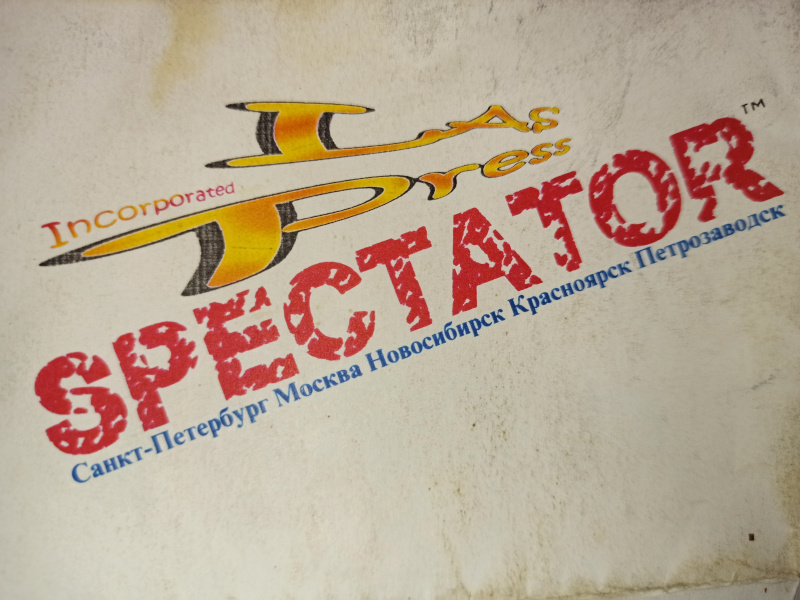 LAs
Incorporated Press
SPECTATOR™
Санкт-Петербург Москва Новосибирск Красноярск Петрозаводск